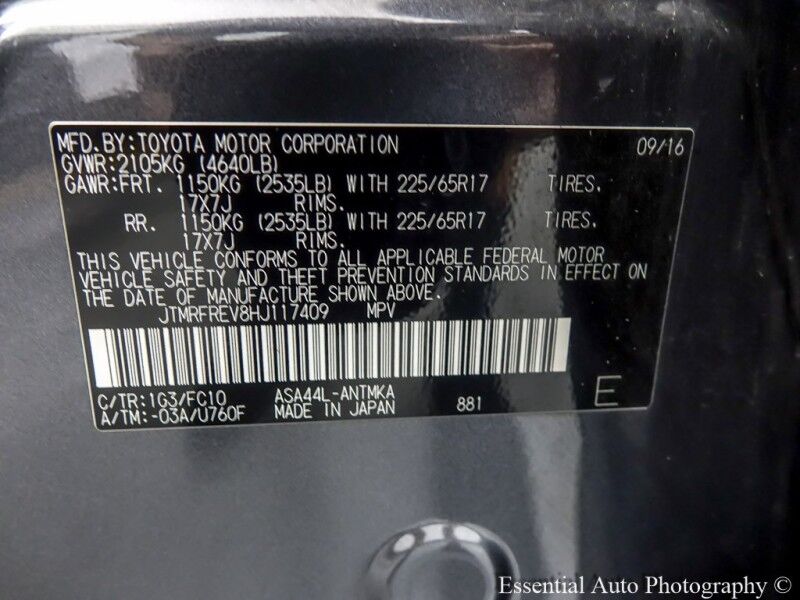 MFD.BY:TOYOTA MOTOR CORPORATION 09/16
GVWR:2105KG (4640LB)
GAWR:FRT. 1150KG (2535LB) WITH 225/65R17 TIRES.
17X7J RIMS.
RR. 1150KG (2535LB) WITH 225/65R17 TIRES.
17X7J RIMS.
THIS VEHICLE CONFORMS TO ALL APPLICABLE FEDERAL MOTOR
VEHICLE SAFETY AND THEFT PREVENTION STANDARDS IN EFFECT ON
THE DATE OF MANUFACTURE SHOWN ABOVE.
JTMRFREV8HJ117409 MPV
C/TR:1G3/FC10 ASA44L-ANTMKA
A/TM:-03A/U760F MADE IN JAPAN 881 E
Essential Auto Photography ©